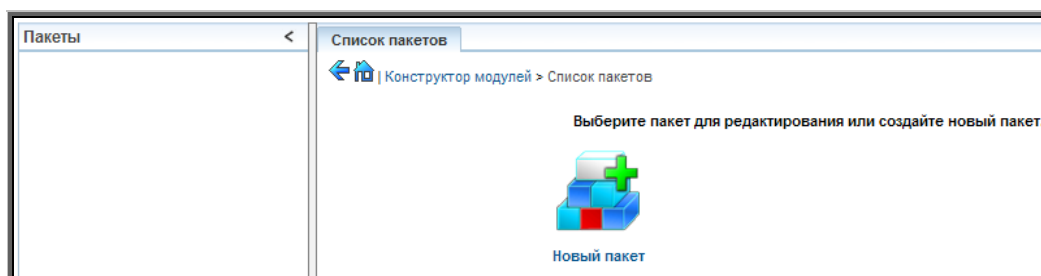 Пакеты <
Список пакетов
| Конструктор модулей > Список пакетов
Выберите пакет для редактирования или создайте новый пакет
Новый пакет